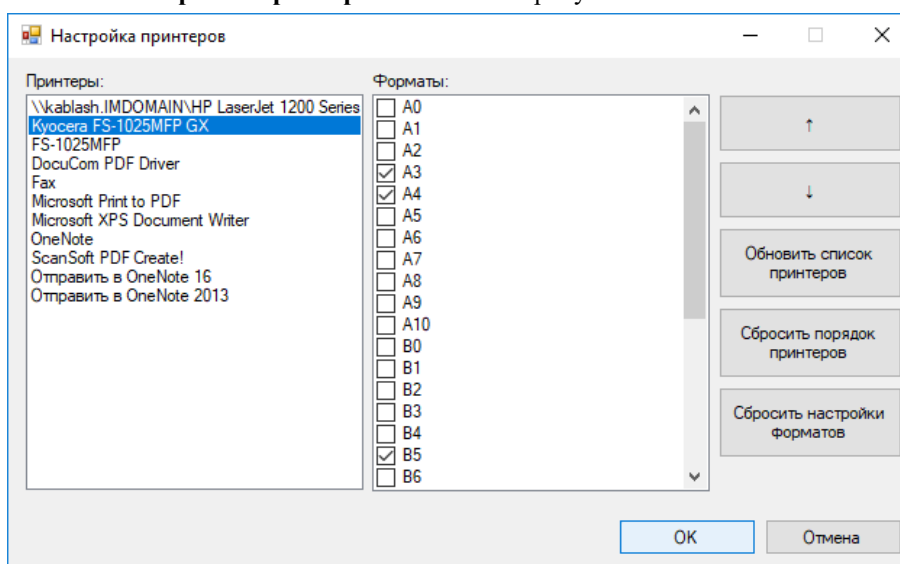 Настройка принтеров
Принтеры:
\\kablash.IMDOMAIN\HP LaserJet 1200 Series
Kyocera FS-1025MFP GX
FS-1025MFP
DocuCom PDF Driver
Fax
Microsoft Print to PDF
Microsoft XPS Document Writer
OneNote
ScanSoft PDF Create!
Отправить в OneNote 16
Отправить в OneNote 2013
Форматы:
A0
A1
A2
A3
A4
A5
A6
A7
A8
A9
A10
B0
B1
B2
B3
B4
B5
B6
↑
↓
Обновить список
принтеров
Сбросить порядок
принтеров
Сбросить настройки
форматов
OK
Отмена